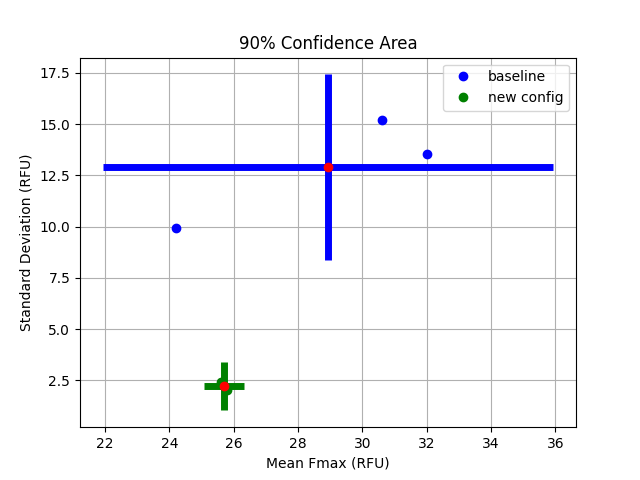 90% Confidence Area
baseline
new config
17.5
15.0
12.5
10.0
7.5
5.0
2.5
Standard Deviation (RFU)
22 24 26 28 30 32 34 36
Mean Fmax (RFU)